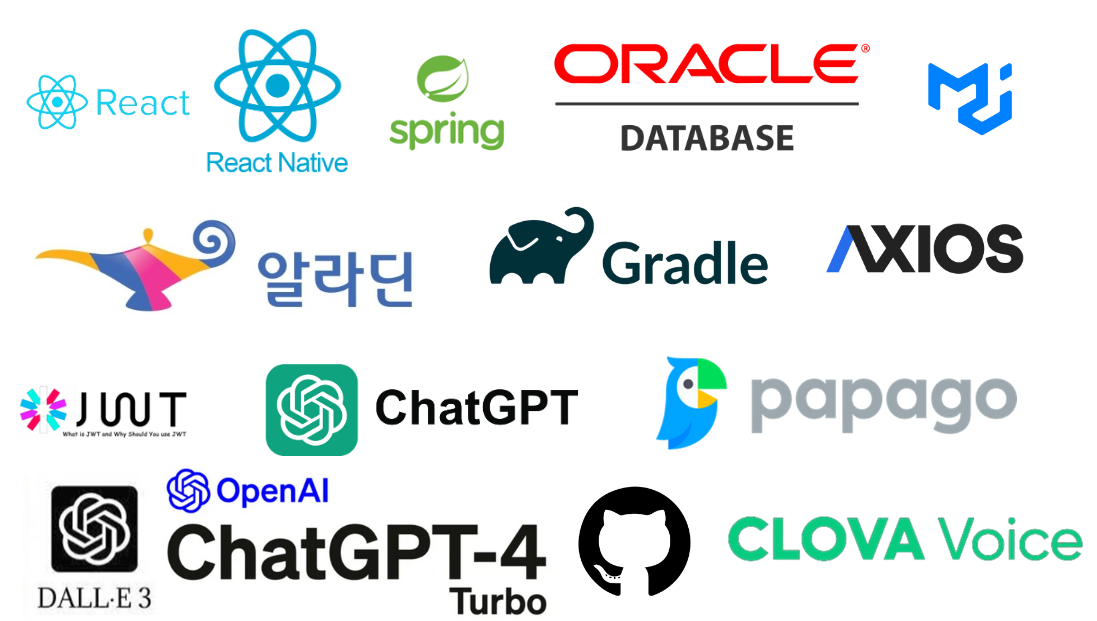 React
React Native
spring
ORACLE®
DATABASE
알라딘
Gradle
AXIOS
JWT
What is JWT and Why Should You use JWT
ChatGPT
papago
DALL·E 3
OpenAI
ChatGPT-4
Turbo
CLOVA Voice